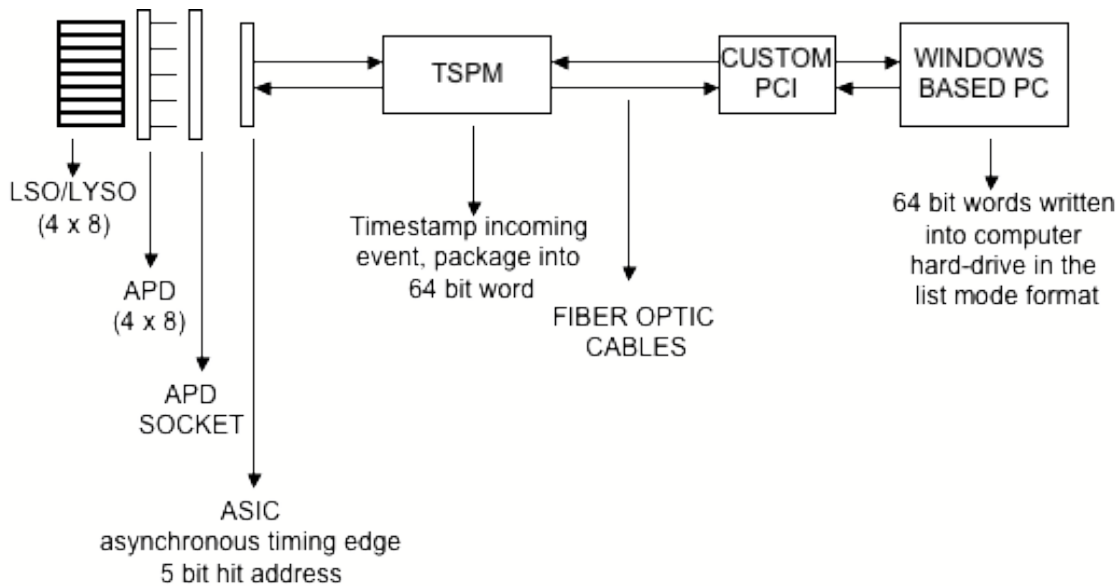 TSPM
CUSTOM
PCI
WINDOWS
BASED PC
LSO/LYSO
(4 x 8)
APD
(4 x 8)
APD
SOCKET
ASIC
asynchronous timing edge
5 bit hit address
Timestamp incoming
event, package into
64 bit word
FIBER OPTIC
CABLES
64 bit words written
into computer
hard-drive in the
list mode format